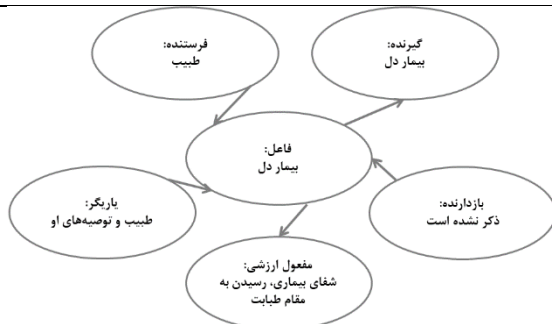 گیرنده:
بیمار دل
فرستنده:
طبیب
فاعل:
بیمار دل
بازدارنده:
ذکر نشده است
یاریگر:
طبیب و توصیه‌های او
مفعول ارزشی:
شفای بیماری، رسیدن به
مقام طبابت